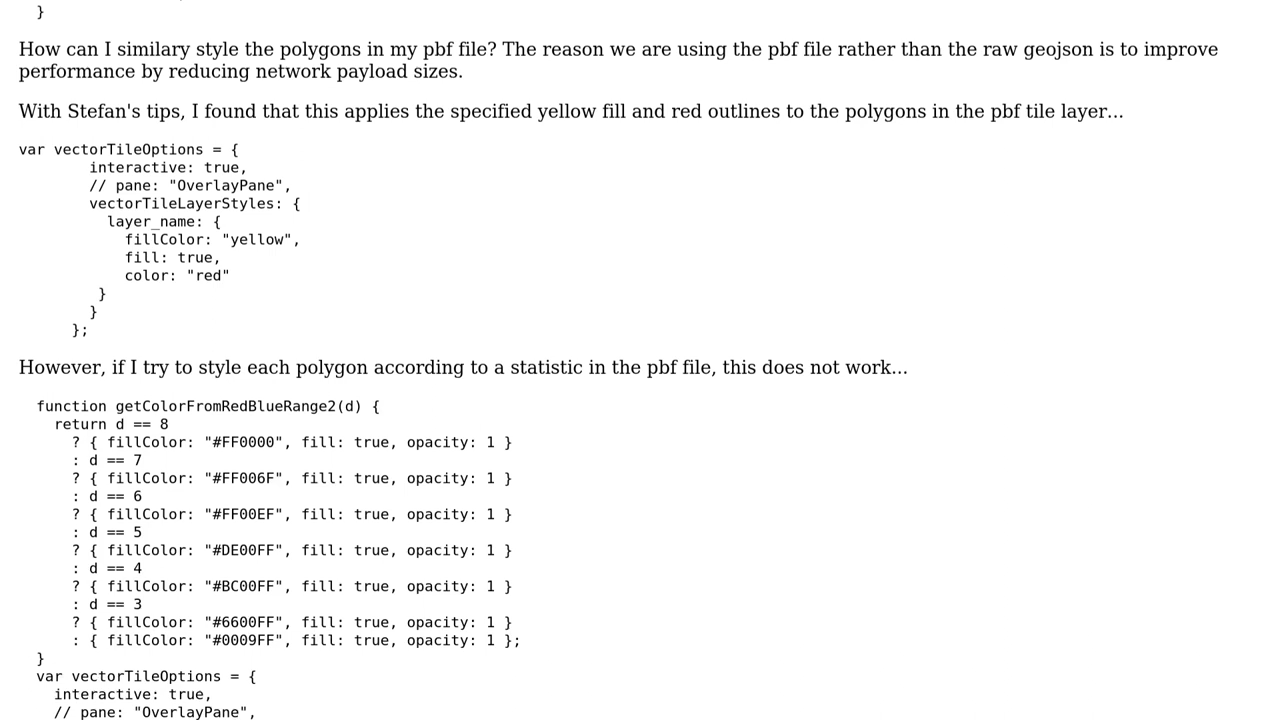 }
How can I similary style the polygons in my pbf file? The reason we are using the pbf file rather than the raw geojson is to improve
performance by reducing network payload sizes.
With Stefan's tips, I found that this applies the specified yellow fill and red outlines to the polygons in the pbf tile layer...
var vectorTileOptions = {
        interactive: true,
        // pane: "OverlayPane",
        vectorTileLayerStyles: {
          layer_name: {
            fillColor: "yellow",
            fill: true,
            color: "red"
         }
        }
      };
However, if I try to style each polygon according to a statistic in the pbf file, this does not work...
  function getColorFromRedBlueRange2(d) {
    return d == 8
      ? { fillColor: "#FF0000", fill: true, opacity: 1 }
      : d == 7
      ? { fillColor: "#FF006F", fill: true, opacity: 1 }
      : d == 6
      ? { fillColor: "#FF00EF", fill: true, opacity: 1 }
      : d == 5
      ? { fillColor: "#DE00FF", fill: true, opacity: 1 }
      : d == 4
      ? { fillColor: "#BC00FF", fill: true, opacity: 1 }
      : d == 3
      ? { fillColor: "#6600FF", fill: true, opacity: 1 }
      : { fillColor: "#0009FF", fill: true, opacity: 1 };
  }
  var vectorTileOptions = {
    interactive: true,
    // pane: "OverlayPane",